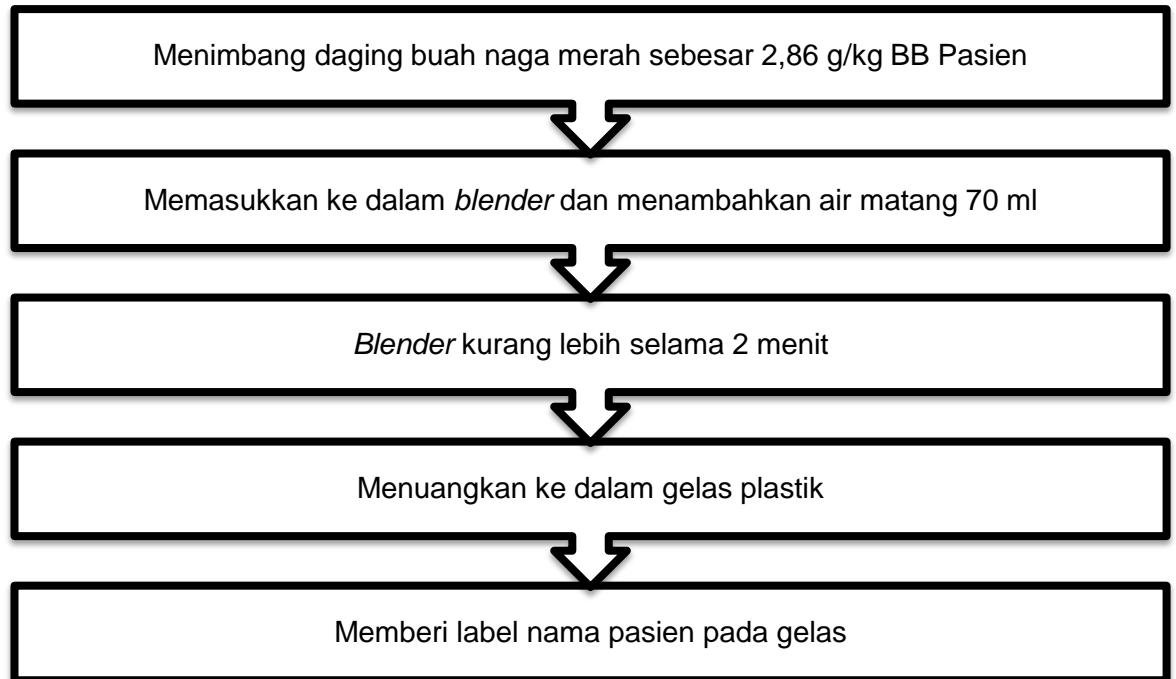 Menimbang daging buah naga merah sebesar 2,86 g/kg BB Pasien
Memasukkan ke dalam blender dan menambahkan air matang 70 ml
Blender kurang lebih selama 2 menit
Menuangkan ke dalam gelas plastik
Memberi label nama pasien pada gelas